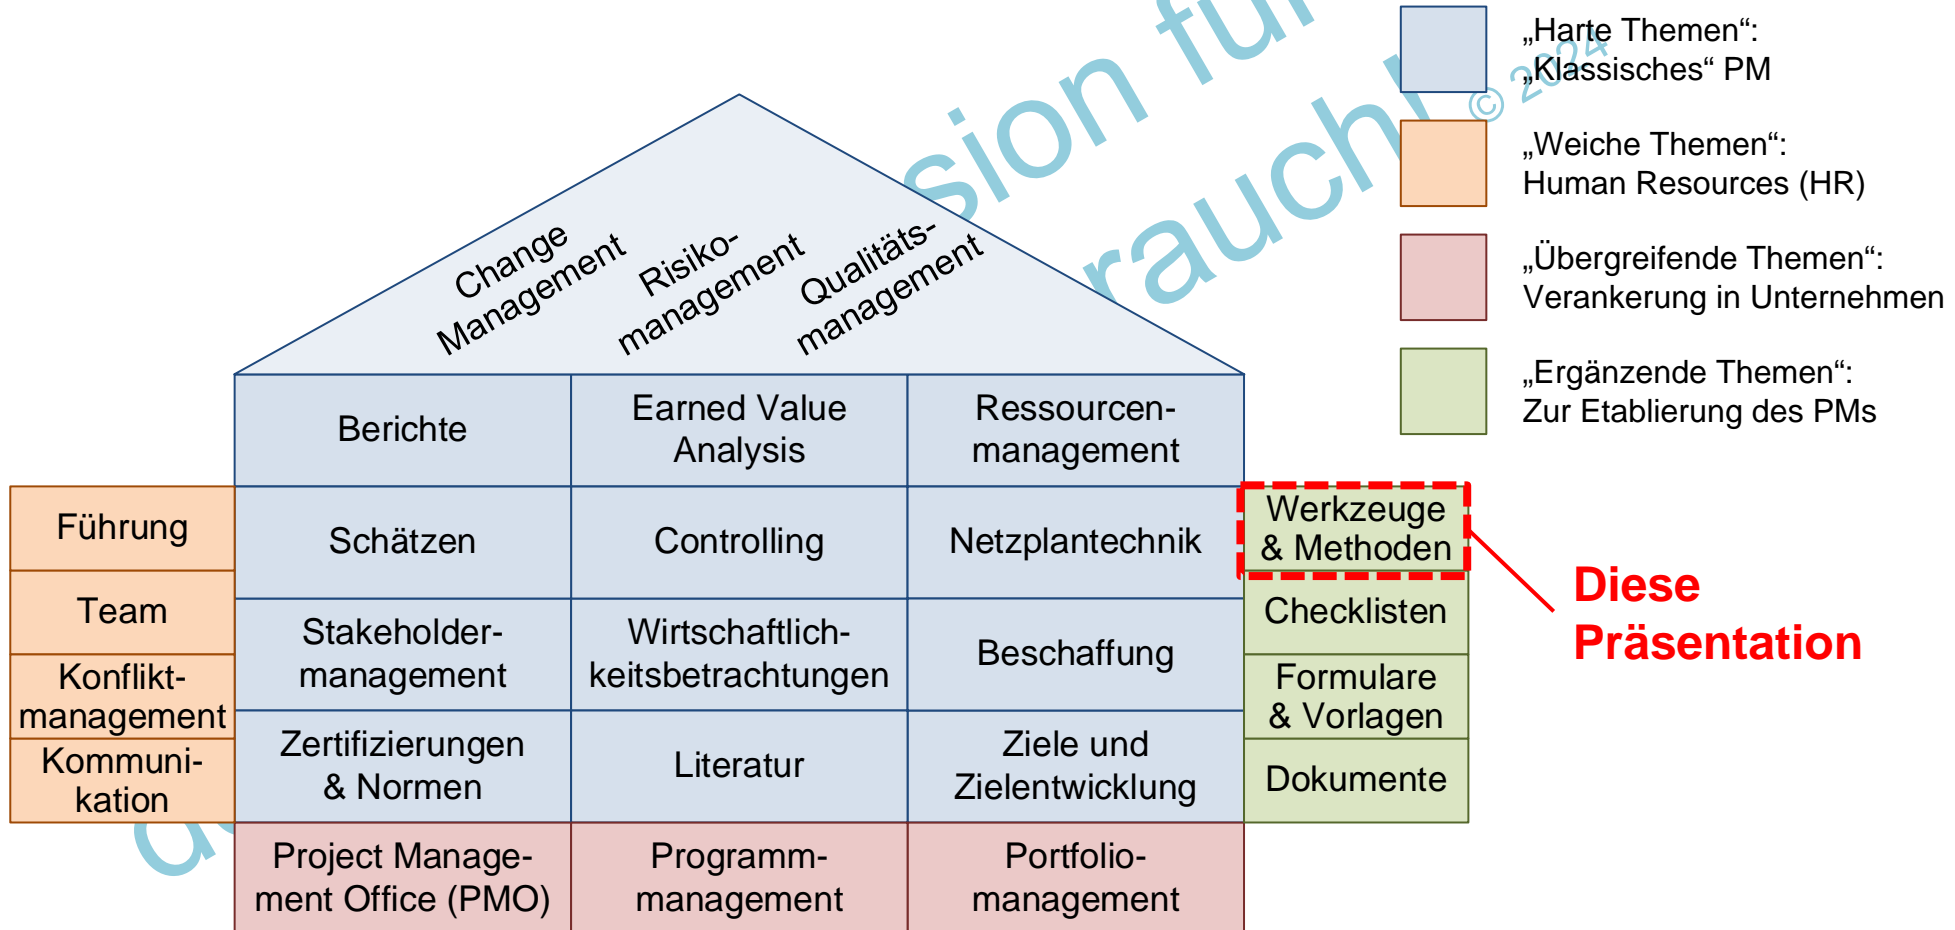 „Harte Themen“:
„Klassisches“ PM
© 2024
„Weiche Themen“:
Human Resources (HR)
„Übergreifende Themen“:
Verankerung in Unternehmen
„Ergänzende Themen“:
Zur Etablierung des PMs
Change
Management
Risiko-
management
Qualitäts-
management
Berichte
Earned Value
Analysis
Ressourcen-
management
Führung
Team
Konflikt-
management
Kommuni-
kation
Schätzen
Controlling
Netzplantechnik
Stakeholder-
management
Wirtschaftlich-
keitsbetrachtungen
Beschaffung
Zertifizierungen
& Normen
Literatur
Ziele und
Zielentwicklung
Werkzeuge
& Methoden
Checklisten
Formulare
& Vorlagen
Dokumente
Diese
Präsentation
Project Manage-
ment Office (PMO)
Programm-
management
Portfolio-
management